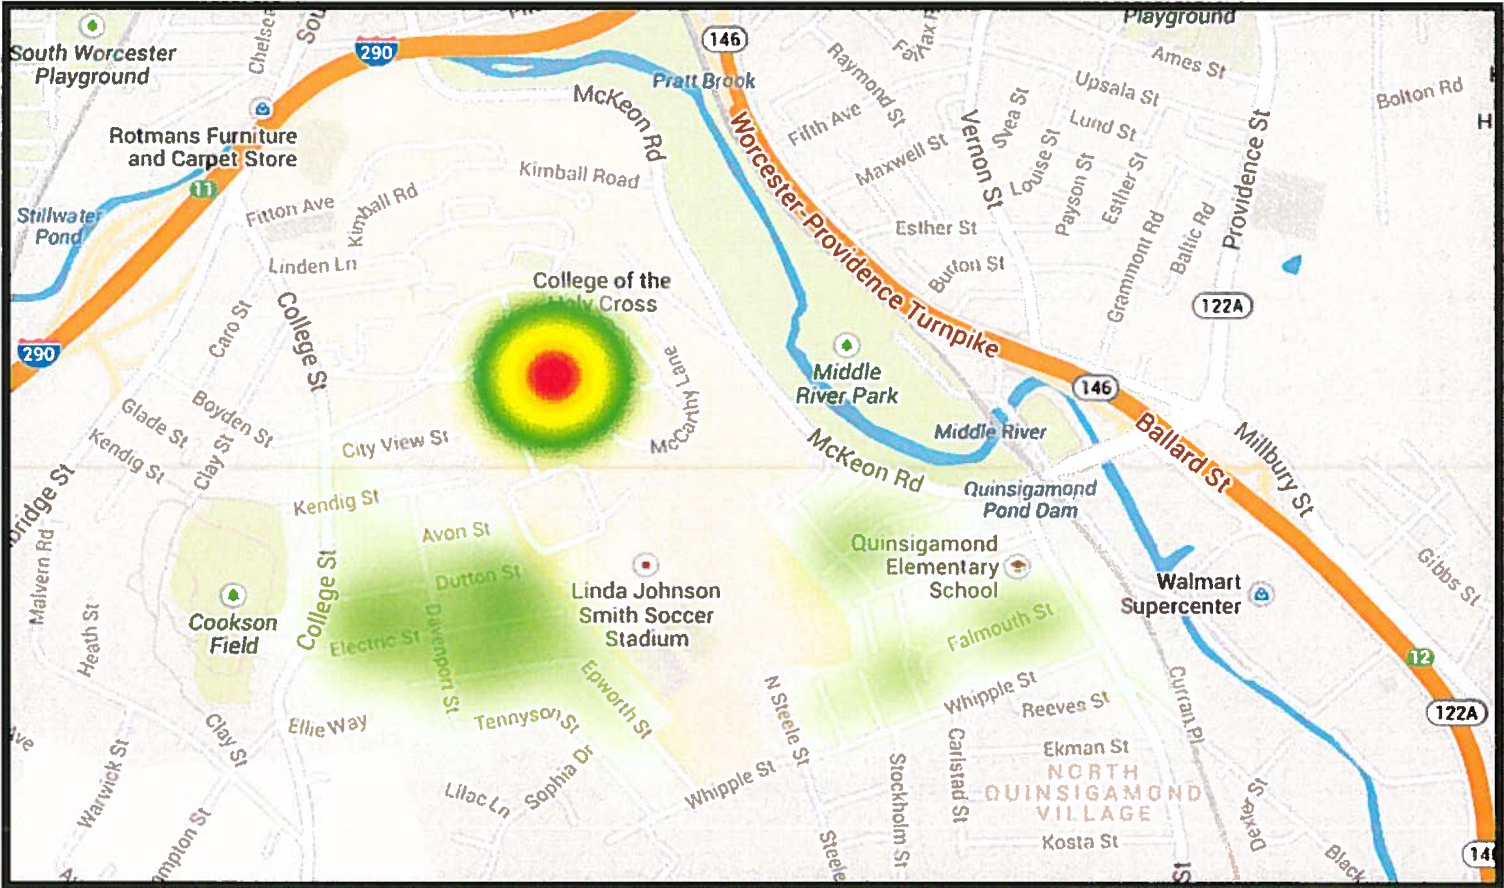 Playground
146
290
South Worcester
Playground
Chelsea
Sou
Raymond St
Ames St
Upsala St
Bolton Rd
Pratt Brook
McKeon Rd
Fifth Ave
Svea St
Lund St
H
Rotmans Furniture
and Carpet Store
11
Maxwell St
Vernon St
Louise St
Payson St
Esther St
Providence St
Kimball Road
Worcester-Providence Turnpike
Stillwater
Pond
Fitton Ave
Kimball Rd
Esther St
Grammont Rd
Baltic Rd
Linden Ln
Burton St
College of the
Holy Cross
122A
Caro St
College St
290
McCarthy Lane
Middle
River Park
146
Glade St
Boyden St
Kendig St
Clay St
City View St
Middle River
Ballard St
Millbury St
McKeon Rd
bridge St
Kendig St
Quinsigamond
Pond Dam
Avon St
Malvern Rd
College St
Dutton St
Quinsigamond
Elementary
School
Gibbs St
Linda Johnson
Smith Soccer
Stadium
Walmart
Supercenter
Cookson
Field
Heath St
Electric St
Davenport St
Falmouth St
12
Epworth St
N Steele St
Whipple St
Curran Pl
Clay St
Ellie Way
Tennyson St
Reeves St
122A
Ave
Warwick St
Sophia Dr
Stockholm St
Carlstad St
Ekman St
Lilac Ln
Whipple St
NORTH
QUINSIGAMOND
VILLAGE
Dexter St
mpton St
Steele
Kosta St
Black
St
14